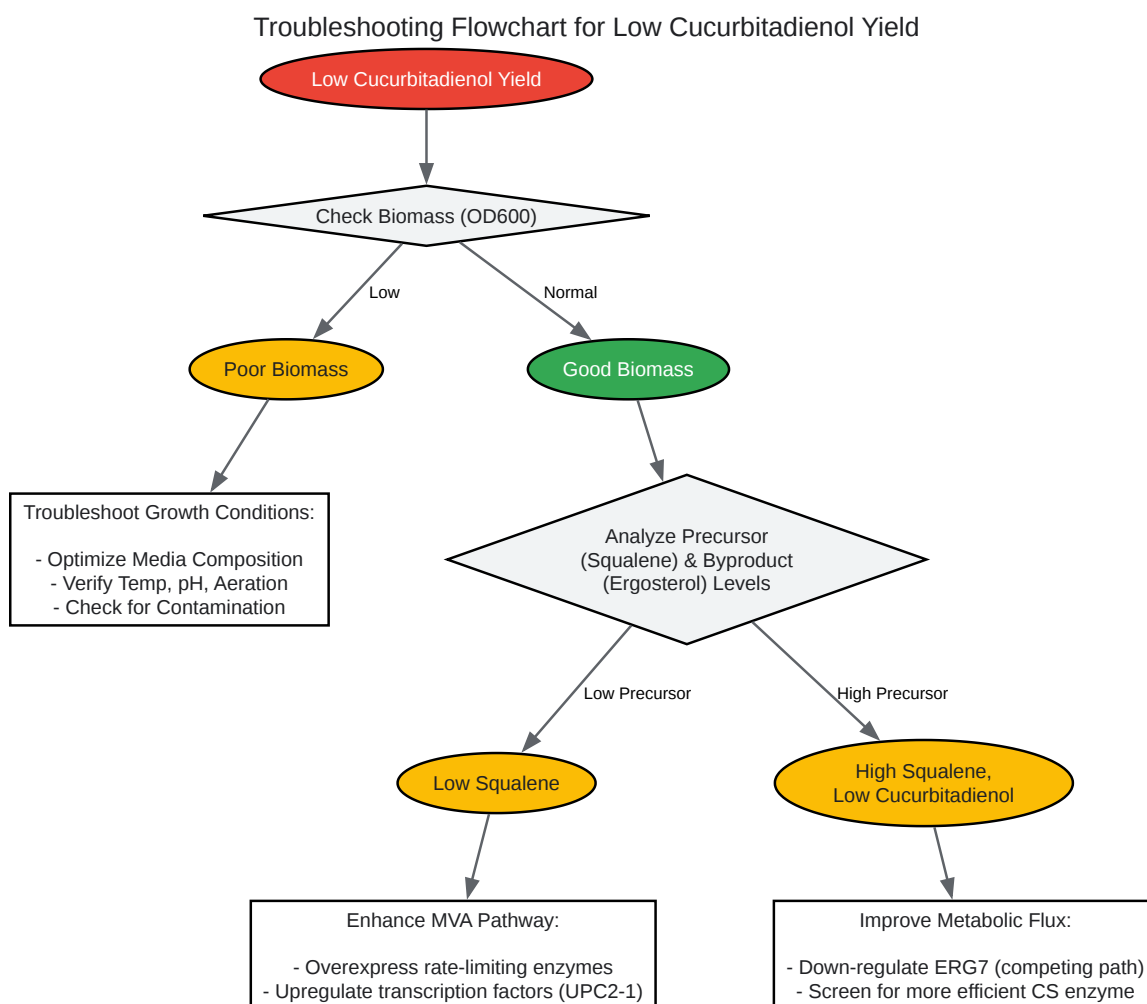 Troubleshooting Flowchart for Low Cucurbitadienol Yield
Low Cucurbitadienol Yield
Check Biomass (OD600)
Low
Normal
Poor Biomass
Good Biomass
Troubleshoot Growth Conditions:
- Optimize Media Composition
- Verify Temp, pH, Aeration
- Check for Contamination
Analyze Precursor
(Squalene) & Byproduct
(Ergosterol) Levels
Low Precursor
High Precursor
Low Squalene
High Squalene,
Low Cucurbitadienol
Enhance MVA Pathway:
- Overexpress rate-limiting enzymes
- Upregulate transcription factors (UPC2-1)
Improve Metabolic Flux:
- Down-regulate ERG7 (competing path)
- Screen for more efficient CS enzyme